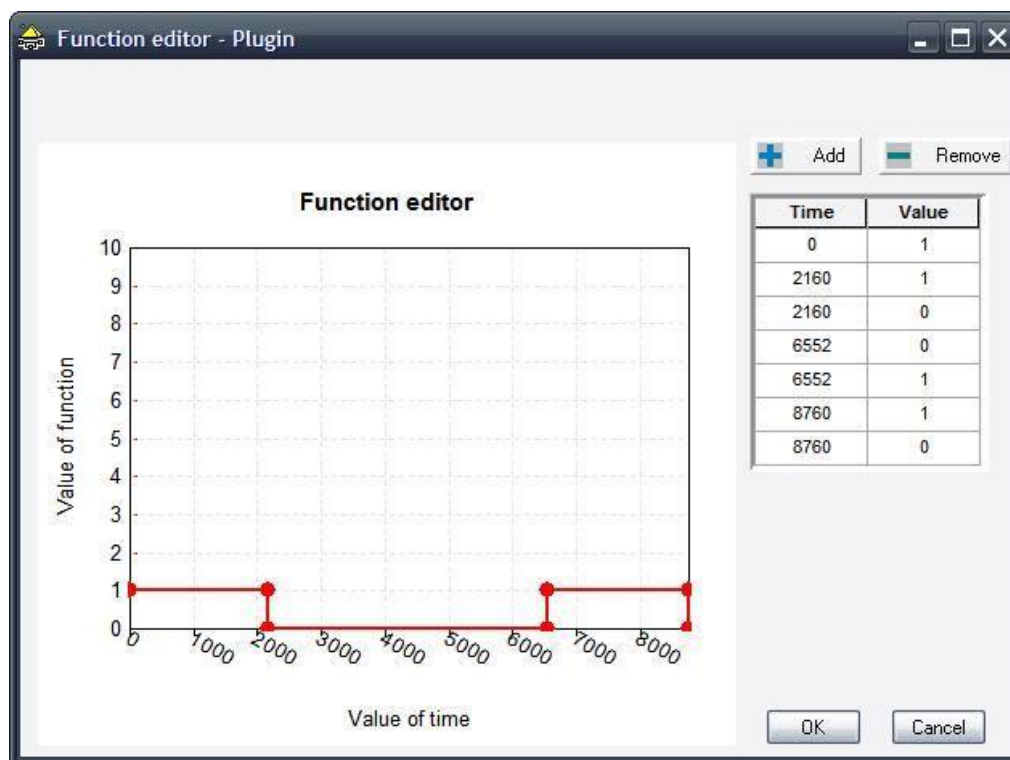 Function editor - Plugin
Add Remove
Function editor
Time Value
0 1
2160 1
2160 0
6552 0
6552 1
8760 1
8760 0
10
9
8
7
6
5
4
3
2
1
0
Value of function
0 1000 2000 3000 4000 5000 6000 7000 8000
Value of time
OK Cancel